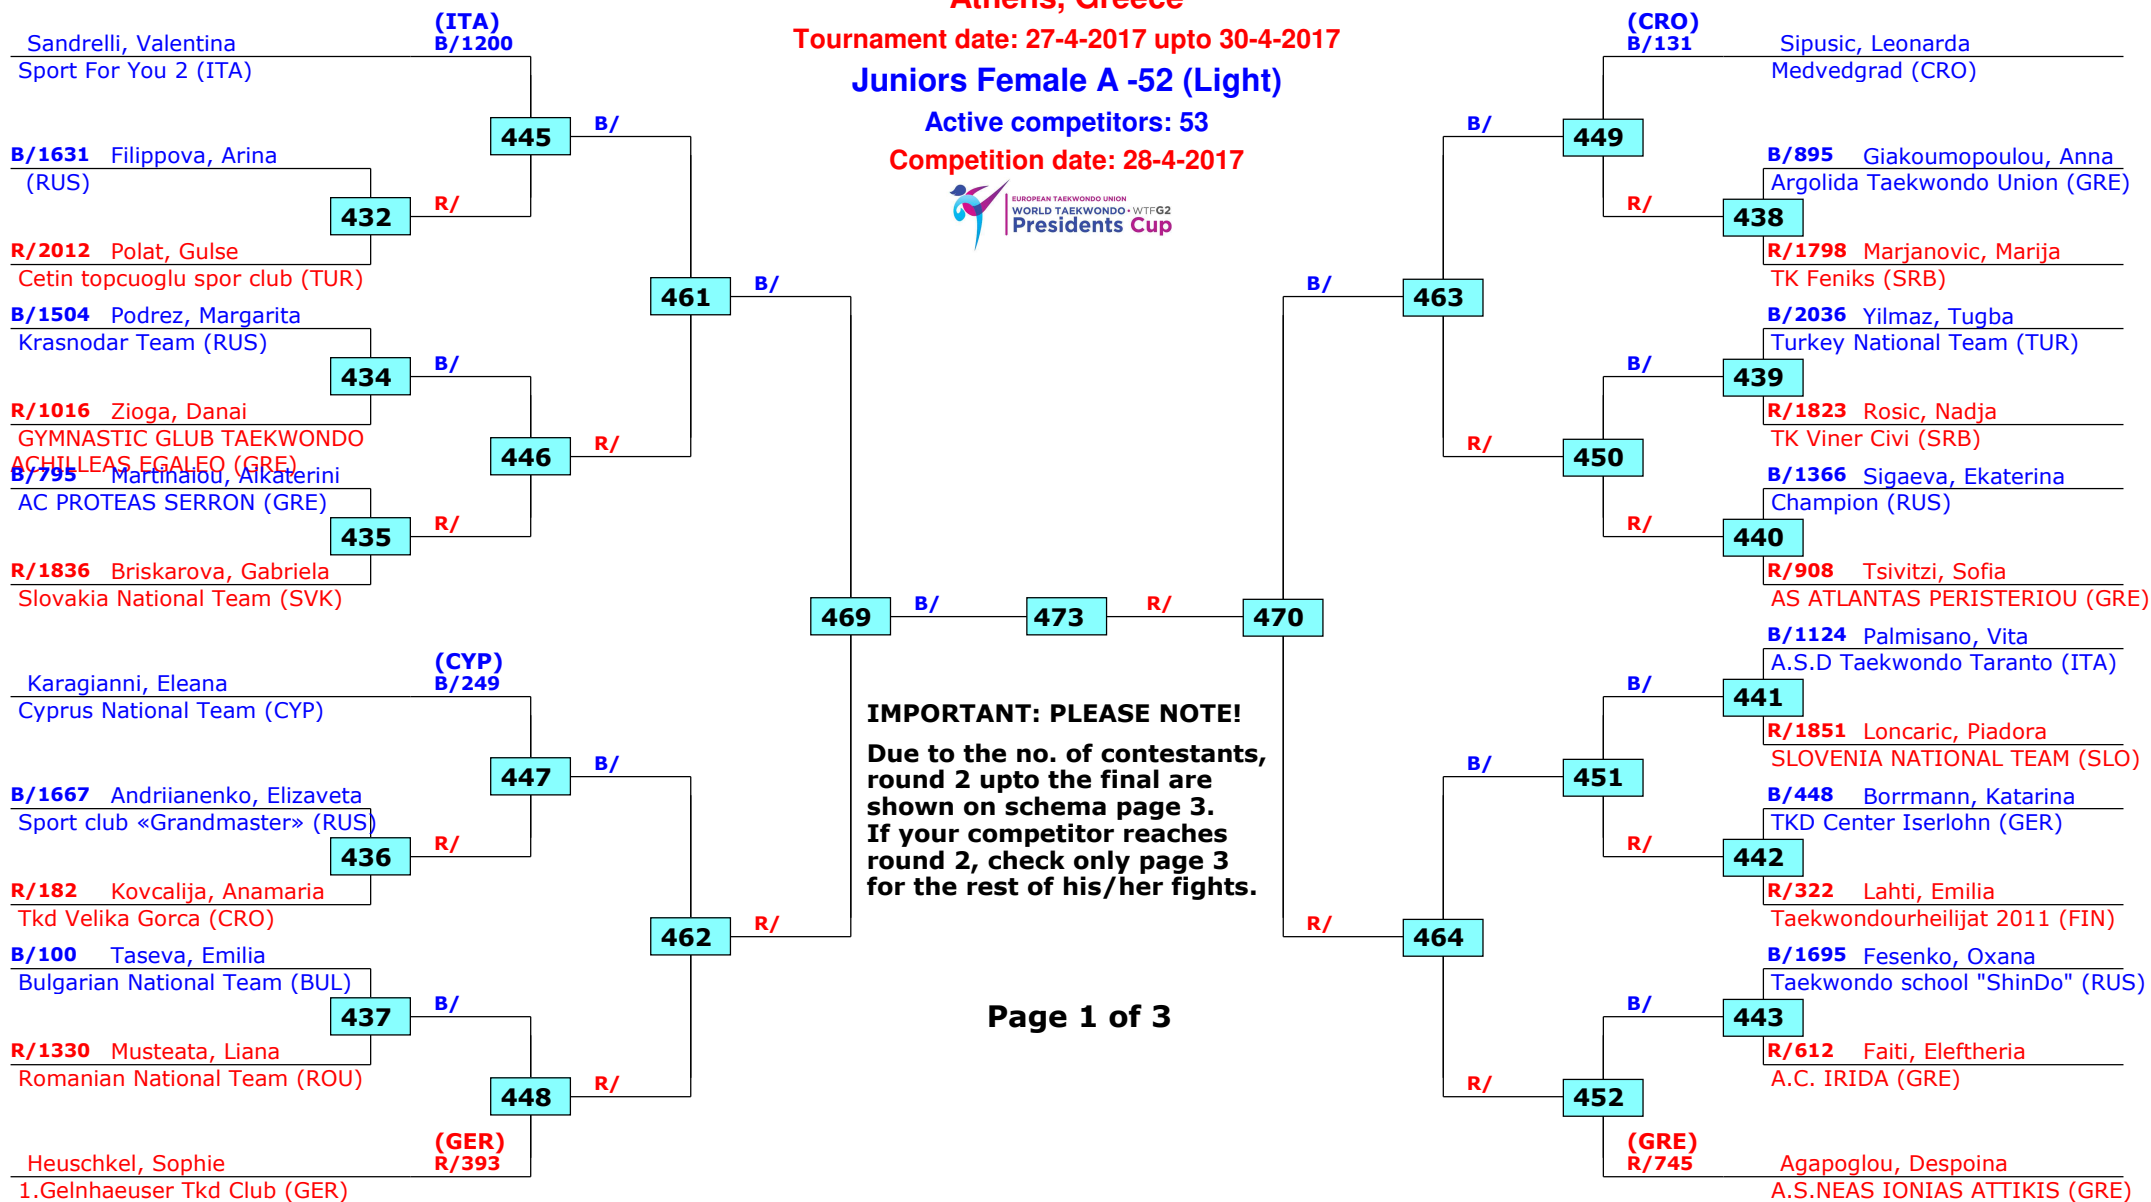 Athens, Greece
Tournament date: 27-4-2017 upto 30-4-2017
Juniors Female A -52 (Light)
Active competitors: 53
Competition date: 28-4-2017
EUROPEAN TAEKWONDO UNION
WORLD TAEKWONDO • WTFG2
Presidents Cup
(ITA)
Sandrelli, Valentina B/1200
Sport For You 2 (ITA)
445
B/
B/1631 Filippova, Arina
(RUS)
432
R/
R/2012 Polat, Gulse
Cetin topcuoglu spor club (TUR)
461
B/
B/1504 Podrez, Margarita
Krasnodar Team (RUS)
434
B/
R/1016 Zioga, Danai
GYMNASTIC GLUB TAEKWONDO
ACHILLEAS EGALEO (GRE)
446
R/
B/795 Martinaiou, Aikaterini
AC PROTEAS SERRON (GRE)
435
R/
R/1836 Briskarova, Gabriela
Slovakia National Team (SVK)
469
B/
473
R/
470
(CYP)
Karagianni, Eleana B/249
Cyprus National Team (CYP)
447
B/
B/1667 Andriianenko, Elizaveta
Sport club «Grandmaster» (RUS)
436
R/
R/182 Kovcalija, Anamaria
Tkd Velika Gorca (CRO)
462
R/
B/100 Taseva, Emilia
Bulgarian National Team (BUL)
437
B/
R/1330 Musteata, Liana
Romanian National Team (ROU)
448
R/
(GER)
Heuschkel, Sophie R/393
1.Gelnhaeuser Tkd Club (GER)
IMPORTANT: PLEASE NOTE!
Due to the no. of contestants,
round 2 upto the final are
shown on schema page 3.
If your competitor reaches
round 2, check only page 3
for the rest of his/her fights.
Page 1 of 3
(CRO)
B/131 Sipusic, Leonarda
Medvedgrad (CRO)
B/
449
B/895 Giakoumopoulou, Anna
Argolida Taekwondo Union (GRE)
R/
438
R/1798 Marjanovic, Marija
TK Feniks (SRB)
B/
463
B/2036 Yilmaz, Tugba
Turkey National Team (TUR)
B/
439
R/1823 Rosic, Nadja
TK Viner Civi (SRB)
R/
450
B/1366 Sigaeva, Ekaterina
Champion (RUS)
R/
440
R/908 Tsivitzi, Sofia
AS ATLANTAS PERISTERIOU (GRE)
B/1124 Palmisano, Vita
A.S.D Taekwondo Taranto (ITA)
B/
441
R/1851 Loncaric, Piadora
SLOVENIA NATIONAL TEAM (SLO)
B/
451
B/448 Borrmann, Katarina
TKD Center Iserlohn (GER)
R/
442
R/322 Lahti, Emilia
Taekwondourheilijat 2011 (FIN)
R/
464
B/1695 Fesenko, Oxana
Taekwondo school "ShinDo" (RUS)
B/
443
R/612 Faiti, Eleftheria
A.C. IRIDA (GRE)
R/
452
(GRE)
R/745 Agapoglou, Despoina
A.S.NEAS IONIAS ATTIKIS (GRE)